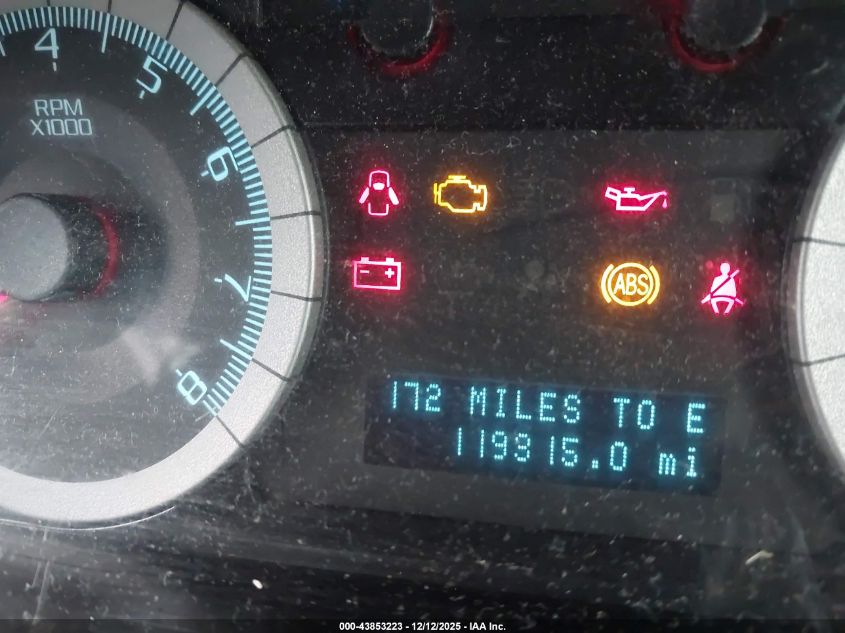 4
5
RPM
X1000
6
ABS
7
8
172 MILES TO E
119915.0 mi
000-43853223 - 12/12/2025 - IAA Inc.